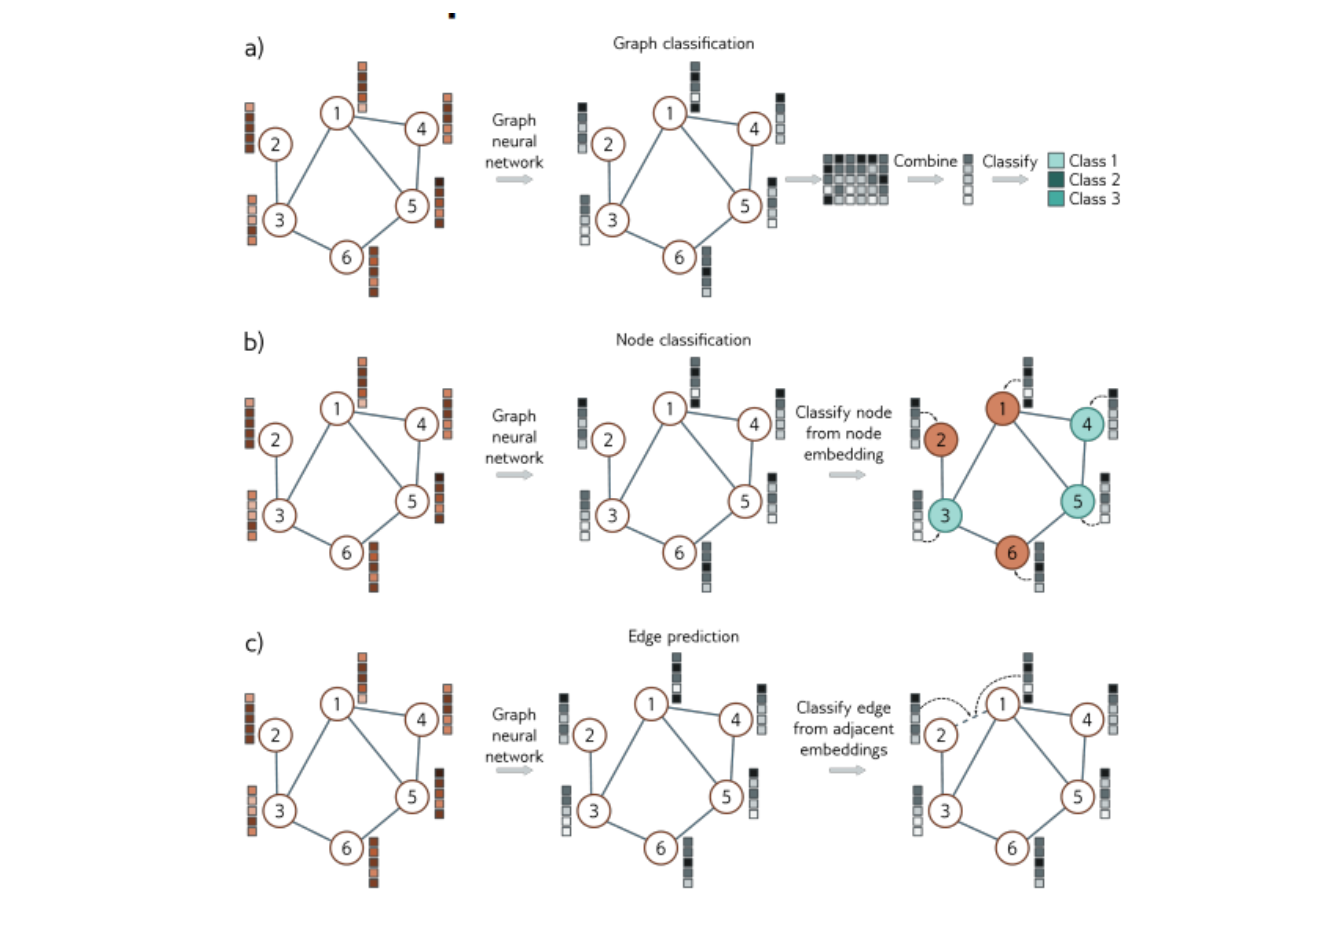 a)
Graph classification
1
2
3
4
5
6
Graph
neural
network
1
2
3
4
5
6
Combine
Classify
Class 1
Class 2
Class 3
b)
Node classification
1
2
3
4
5
6
Graph
neural
network
1
2
3
4
5
6
Classify node
from node
embedding
1
2
3
4
5
6
c)
Edge prediction
1
2
3
4
5
6
Graph
neural
network
1
2
3
4
5
6
Classify edge
from adjacent
embeddings
1
2
3
4
5
6